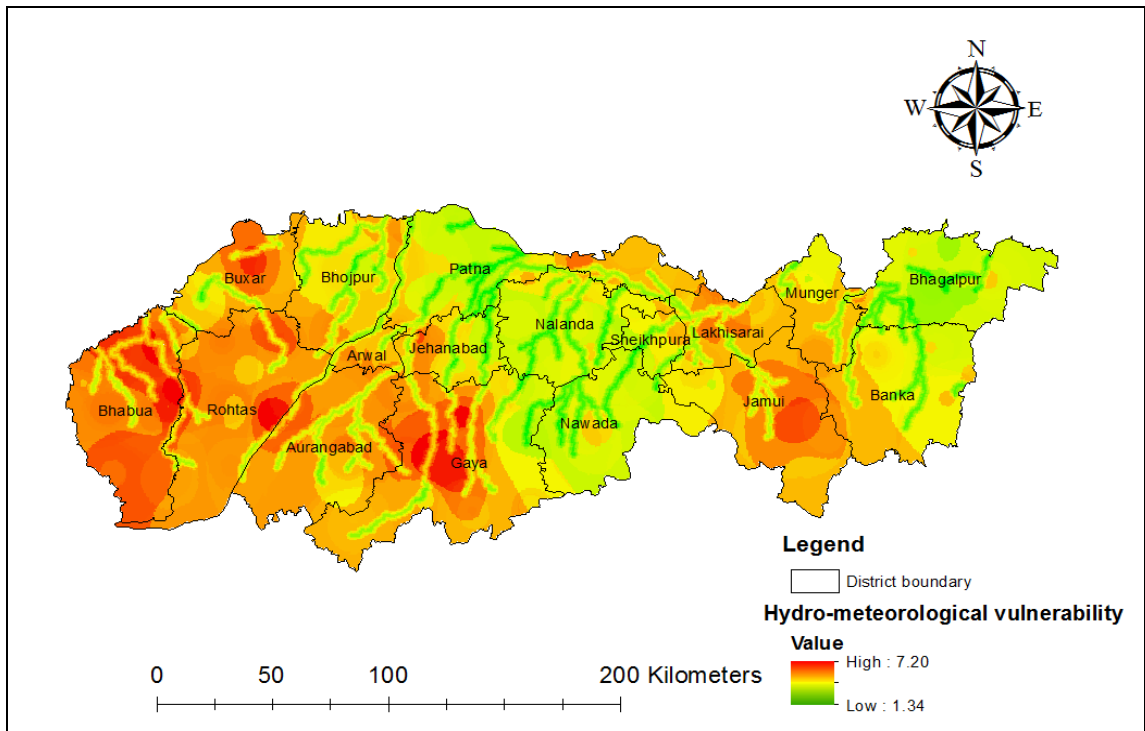 N
W E
S
Buxar
Bhojpur
Patna
Bhagalpur
Munger
Nalanda
Sheikhpura
Lakhisarai
Arwal
Jehanabad
Bhabua
Rohtas
Aurangabad
Gaya
Nawada
Jamui
Banka
Legend
District boundary
Hydro-meteorological vulnerability
Value
High : 7.20
Low : 1.34
0 50 100 200 Kilometers